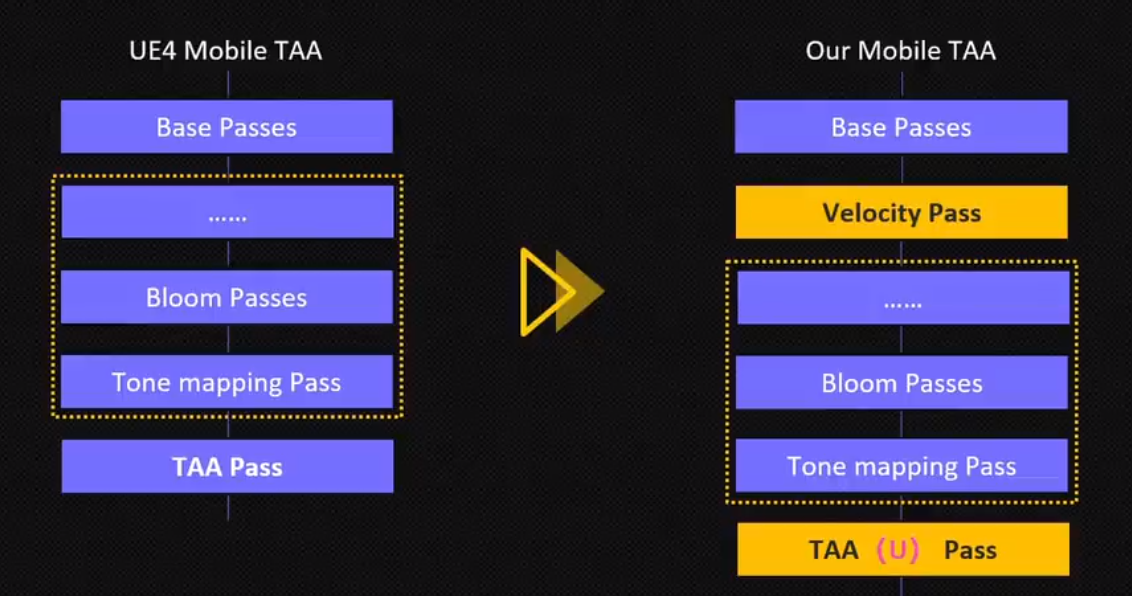 UE4 Mobile TAA
Base Passes
......
Bloom Passes
Tone mapping Pass
TAA Pass
Our Mobile TAA
Base Passes
Velocity Pass
......
Bloom Passes
Tone mapping Pass
TAA (U) Pass